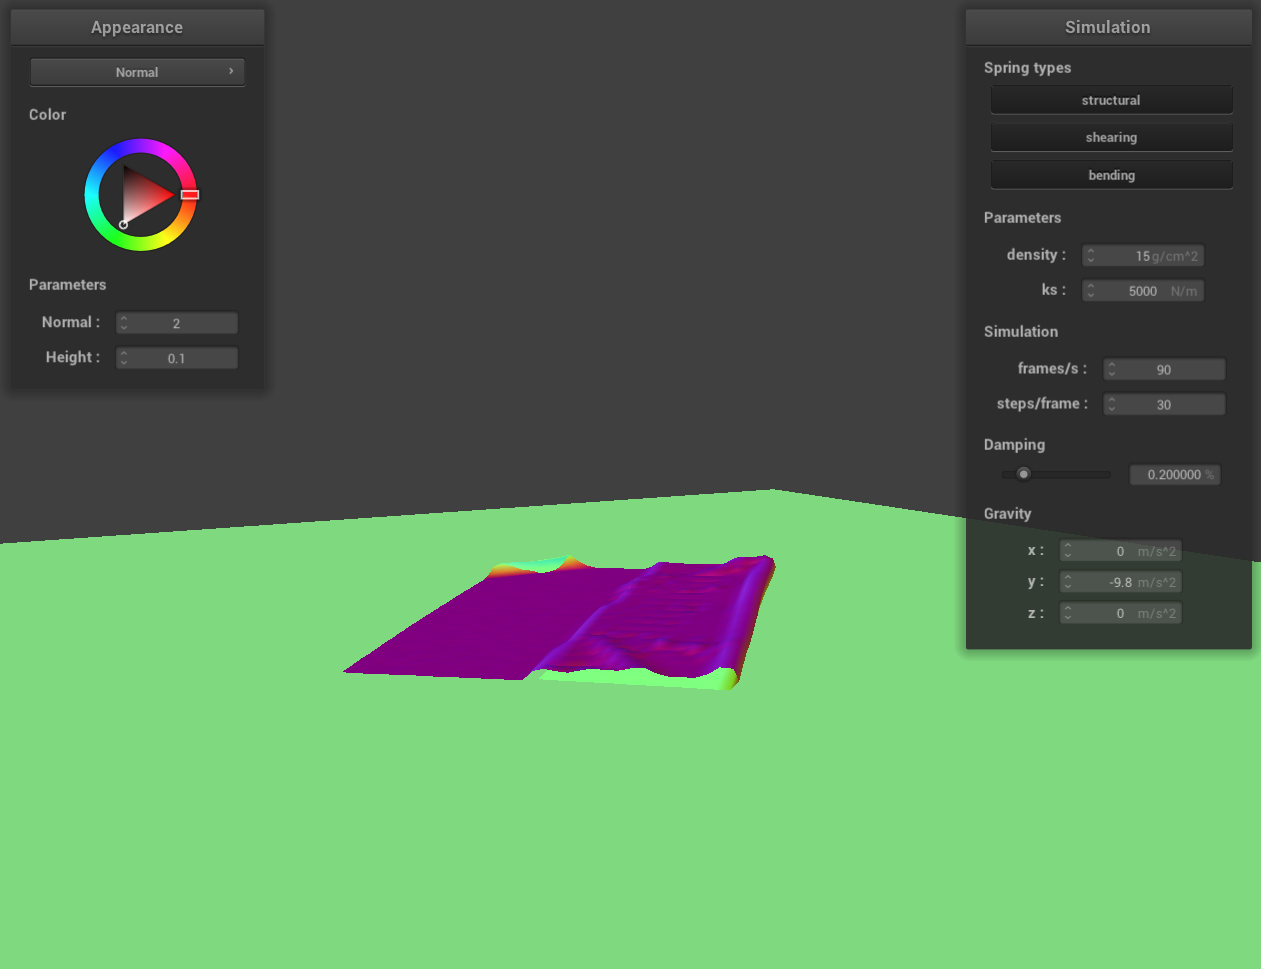 Appearance
Normal
Color
Parameters
Normal : 2
Height : 0.1
Simulation
Spring types
structural
shearing
bending
Parameters
density : 15 g/cm^2
ks : 5000 N/m
Simulation
frames/s : 90
steps/frame : 30
Damping
0.200000 %
Gravity
x : 0 m/s^2
y : -9.8 m/s^2
z : 0 m/s^2